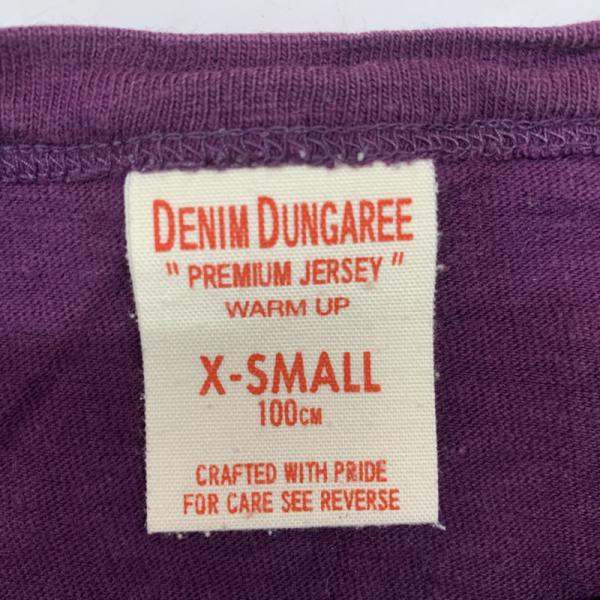 DENIM DUNGAREE
" PREMIUM JERSEY "
WARM UP
X-SMALL
100CM
CRAFTED WITH PRIDE
FOR CARE SEE REVERSE